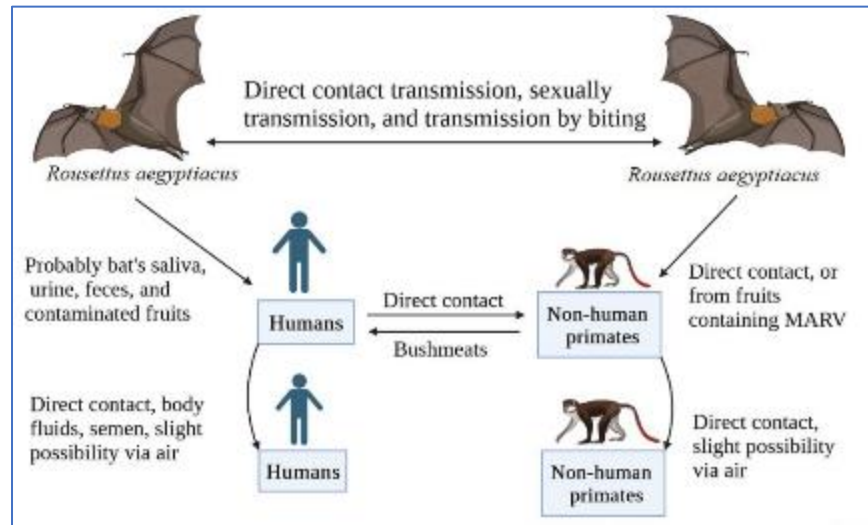 Direct contact transmission, sexually
transmission, and transmission by biting
Rousettus aegyptiacus
Rousettus aegyptiacus
Probably bat's saliva,
urine, feces, and
contaminated fruits
Humans
Direct contact
Bushmeats
Non-human
primates
Direct contact, or
from fruits
containing MARV
Direct contact, body
fluids, semen, slight
possibility via air
Humans
Non-human
primates
Direct contact,
slight possibility
via air